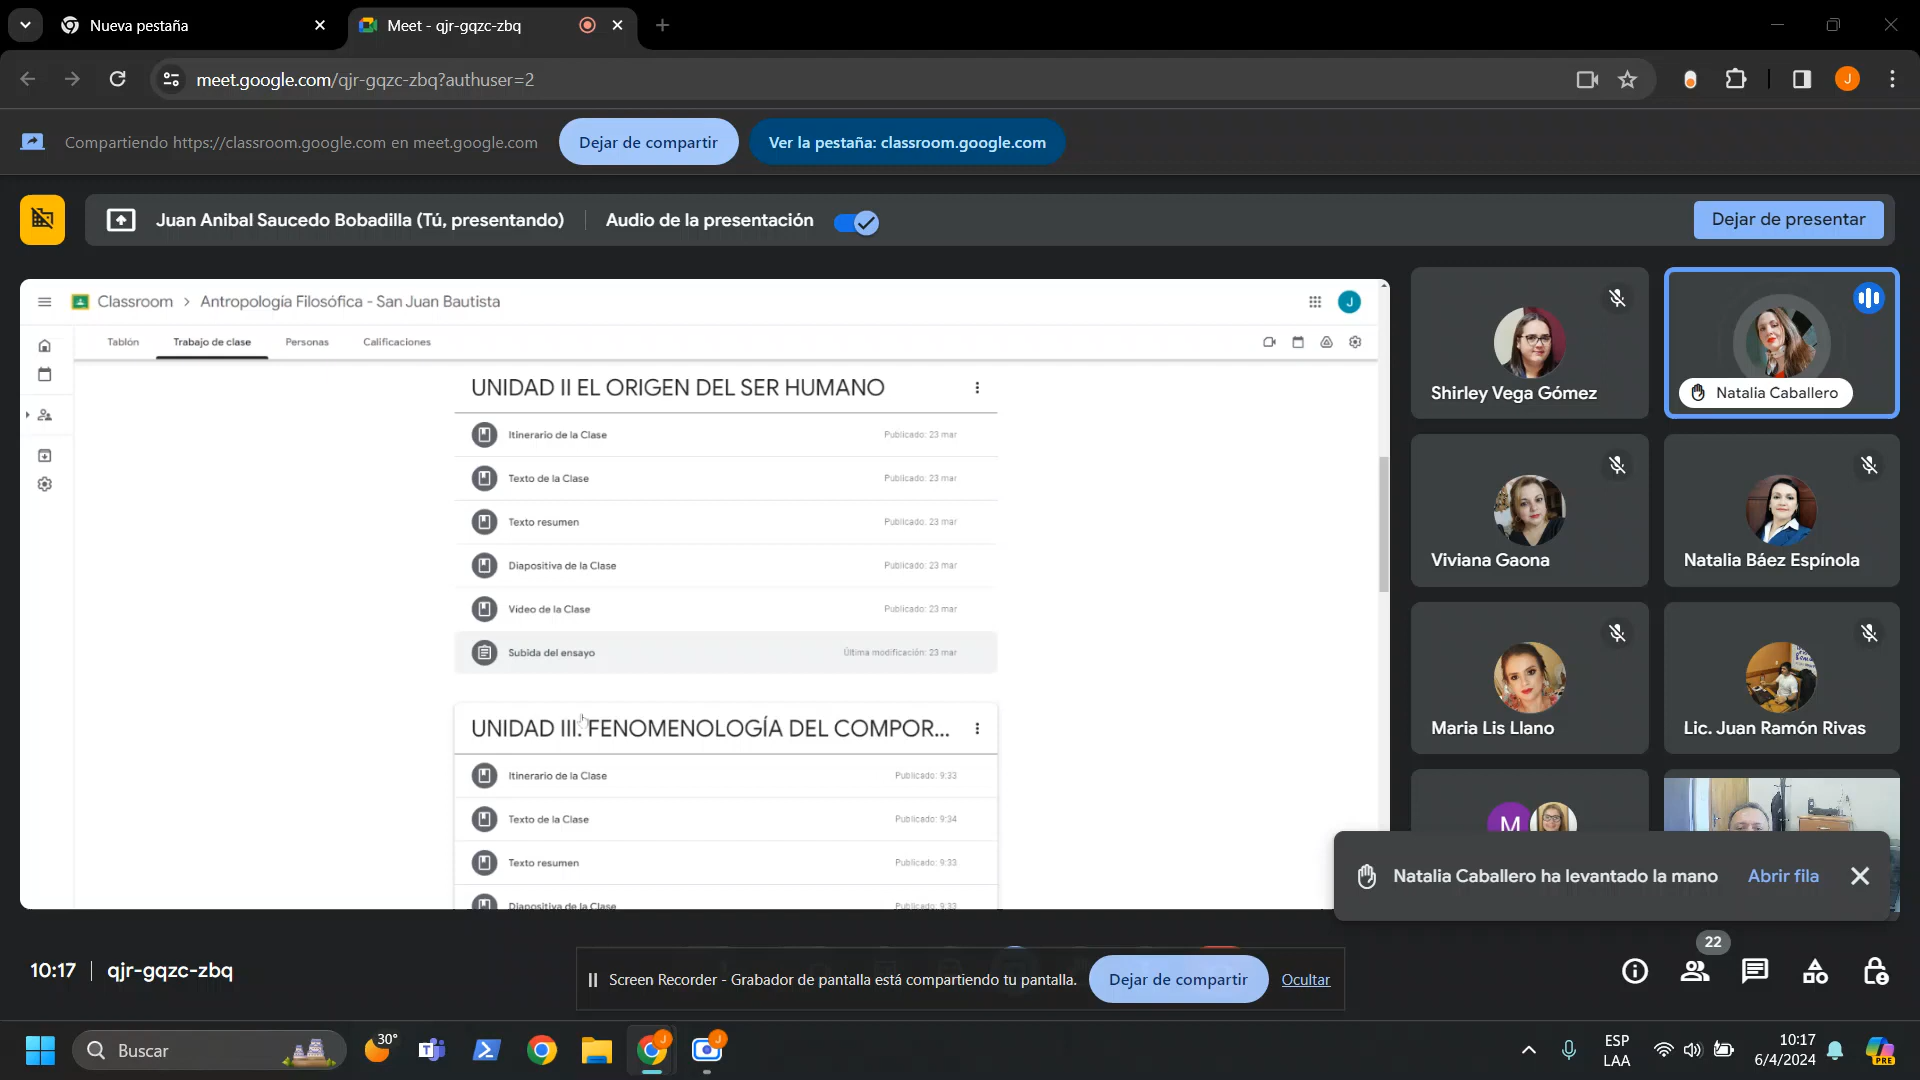 Nueva pestaña
Meet - qjr-gqzc-zbq
meet.google.com/qjr-gqzc-zbq?authuser=2
J
Compartiendo https://classroom.google.com en meet.google.com
Dejar de compartir
Ver la pestaña: classroom.google.com
Juan Anibal Saucedo Bobadilla (Tú, presentando)
Audio de la presentación
Dejar de presentar
Classroom > Antropología Filosófica - San Juan Bautista
J
Tablón
Trabajo de clase
Personas
Calificaciones
UNIDAD II EL ORIGEN DEL SER HUMANO
Itinerario de la Clase
Publicado: 23 mar
Texto de la Clase
Publicado: 23 mar
Texto resumen
Publicado: 23 mar
Diapositiva de la Clase
Publicado: 23 mar
Video de la Clase
Publicado: 23 mar
Subida del ensayo
Última modificación: 23 mar
UNIDAD III: FENOMENOLOGÍA DEL COMPOR...
Itinerario de la Clase
Publicado: 9:33
Texto de la Clase
Publicado: 9:34
Texto resumen
Publicado: 9:33
Diapositiva de la Clase
Publicado: 9:33
Shirley Vega Gómez
Natalia Caballero
Viviana Gaona
Natalia Báez Espínola
Maria Lis Llano
Lic. Juan Ramón Rivas
M
Natalia Caballero ha levantado la mano
Abrir fila
10:17
qjr-gqzc-zbq
Screen Recorder - Grabador de pantalla está compartiendo tu pantalla.
Dejar de compartir
Ocultar
22
Buscar
30°
J
J
ESP
LAA
10:17
6/4/2024
PRE